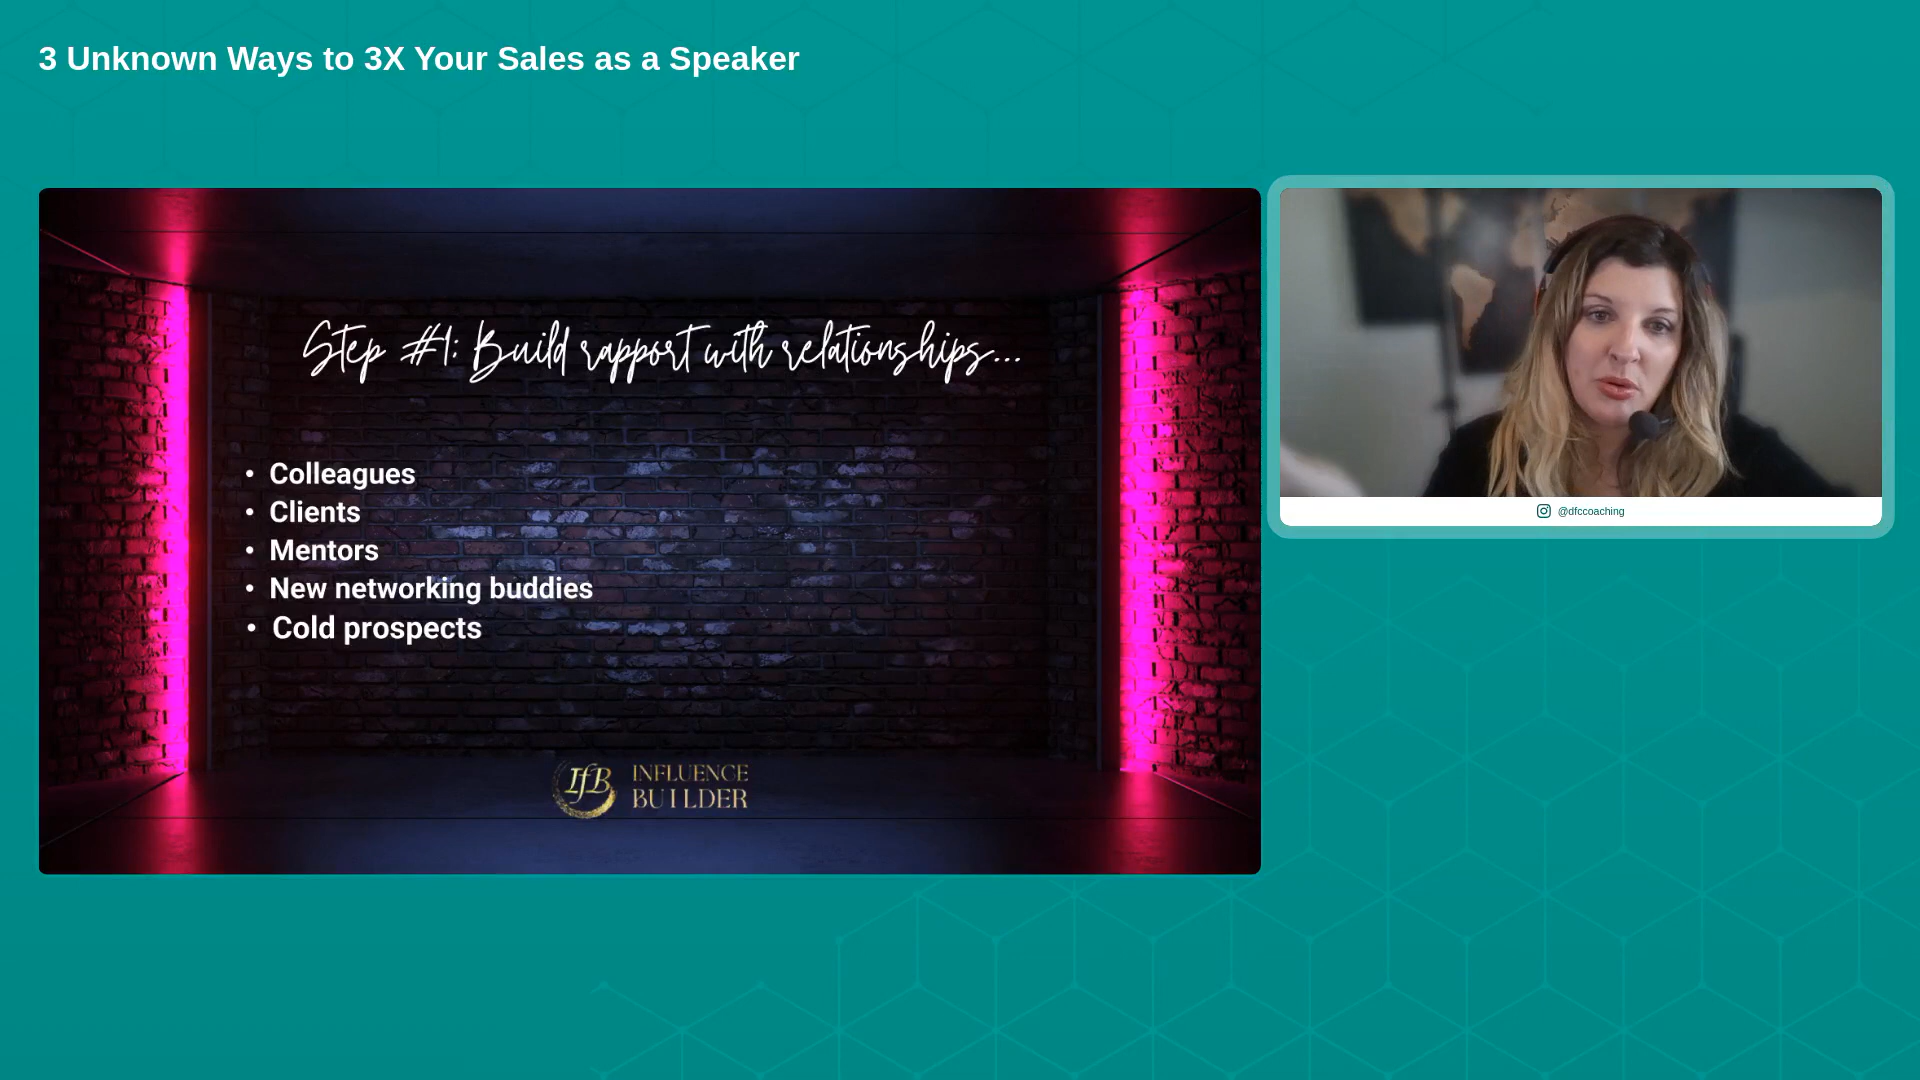 3 Unknown Ways to 3X Your Sales as a Speaker
Step #1: Build rapport with relationships...
• Colleagues
• Clients
• Mentors
• New networking buddies
• Cold prospects
IfB
INFLUENCE
BUILDER
@dfccoaching